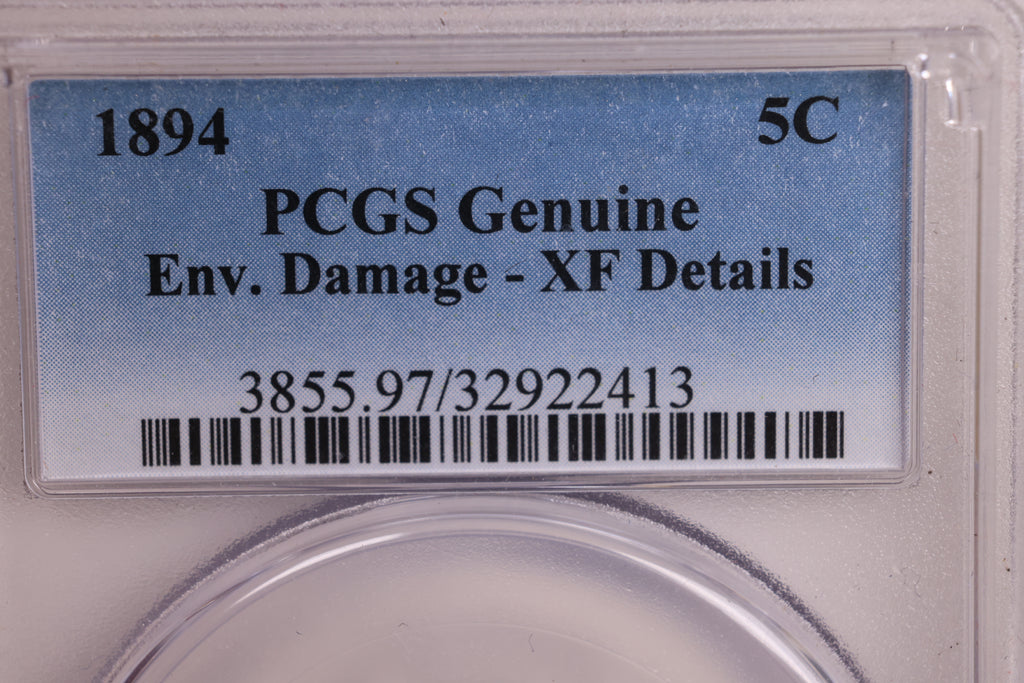 1894 5C
PCGS Genuine
Env. Damage - XF Details
3855.97/32922413